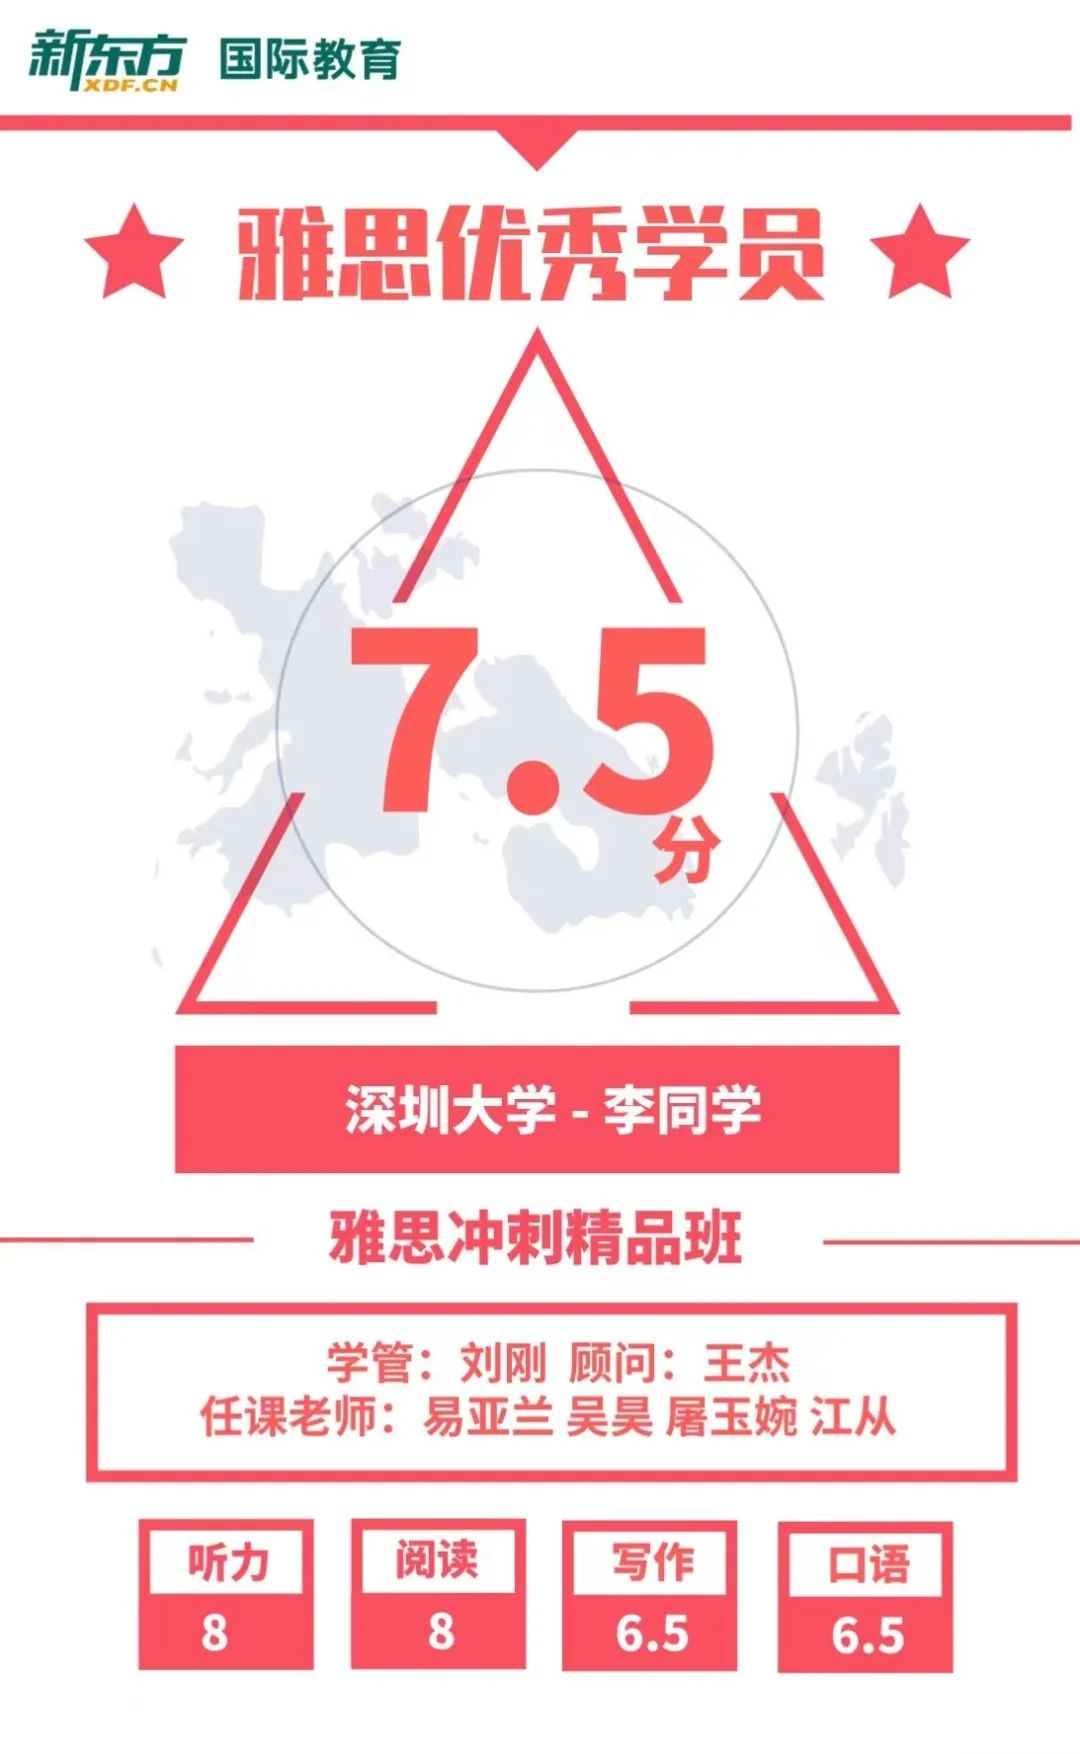 新东方 国际教育
XDF.CN
雅思优秀学员
7.5
分
深圳大学 - 李同学
雅思冲刺精品班
学管：刘刚 顾问：王杰
任课老师：易亚兰 吴昊 屠玉婉 江从
听力 阅读 写作 口语
8 8 6.5 6.5